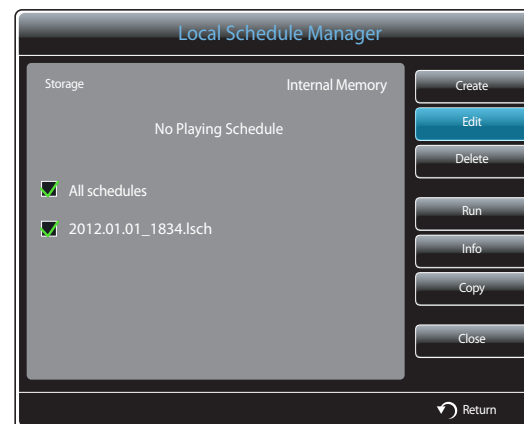 Local Schedule Manager
Storage
Internal Memory
No Playing Schedule
All schedules
2012.01.01_1834.lsch
Create
Edit
Delete
Run
Info
Copy
Close
Return